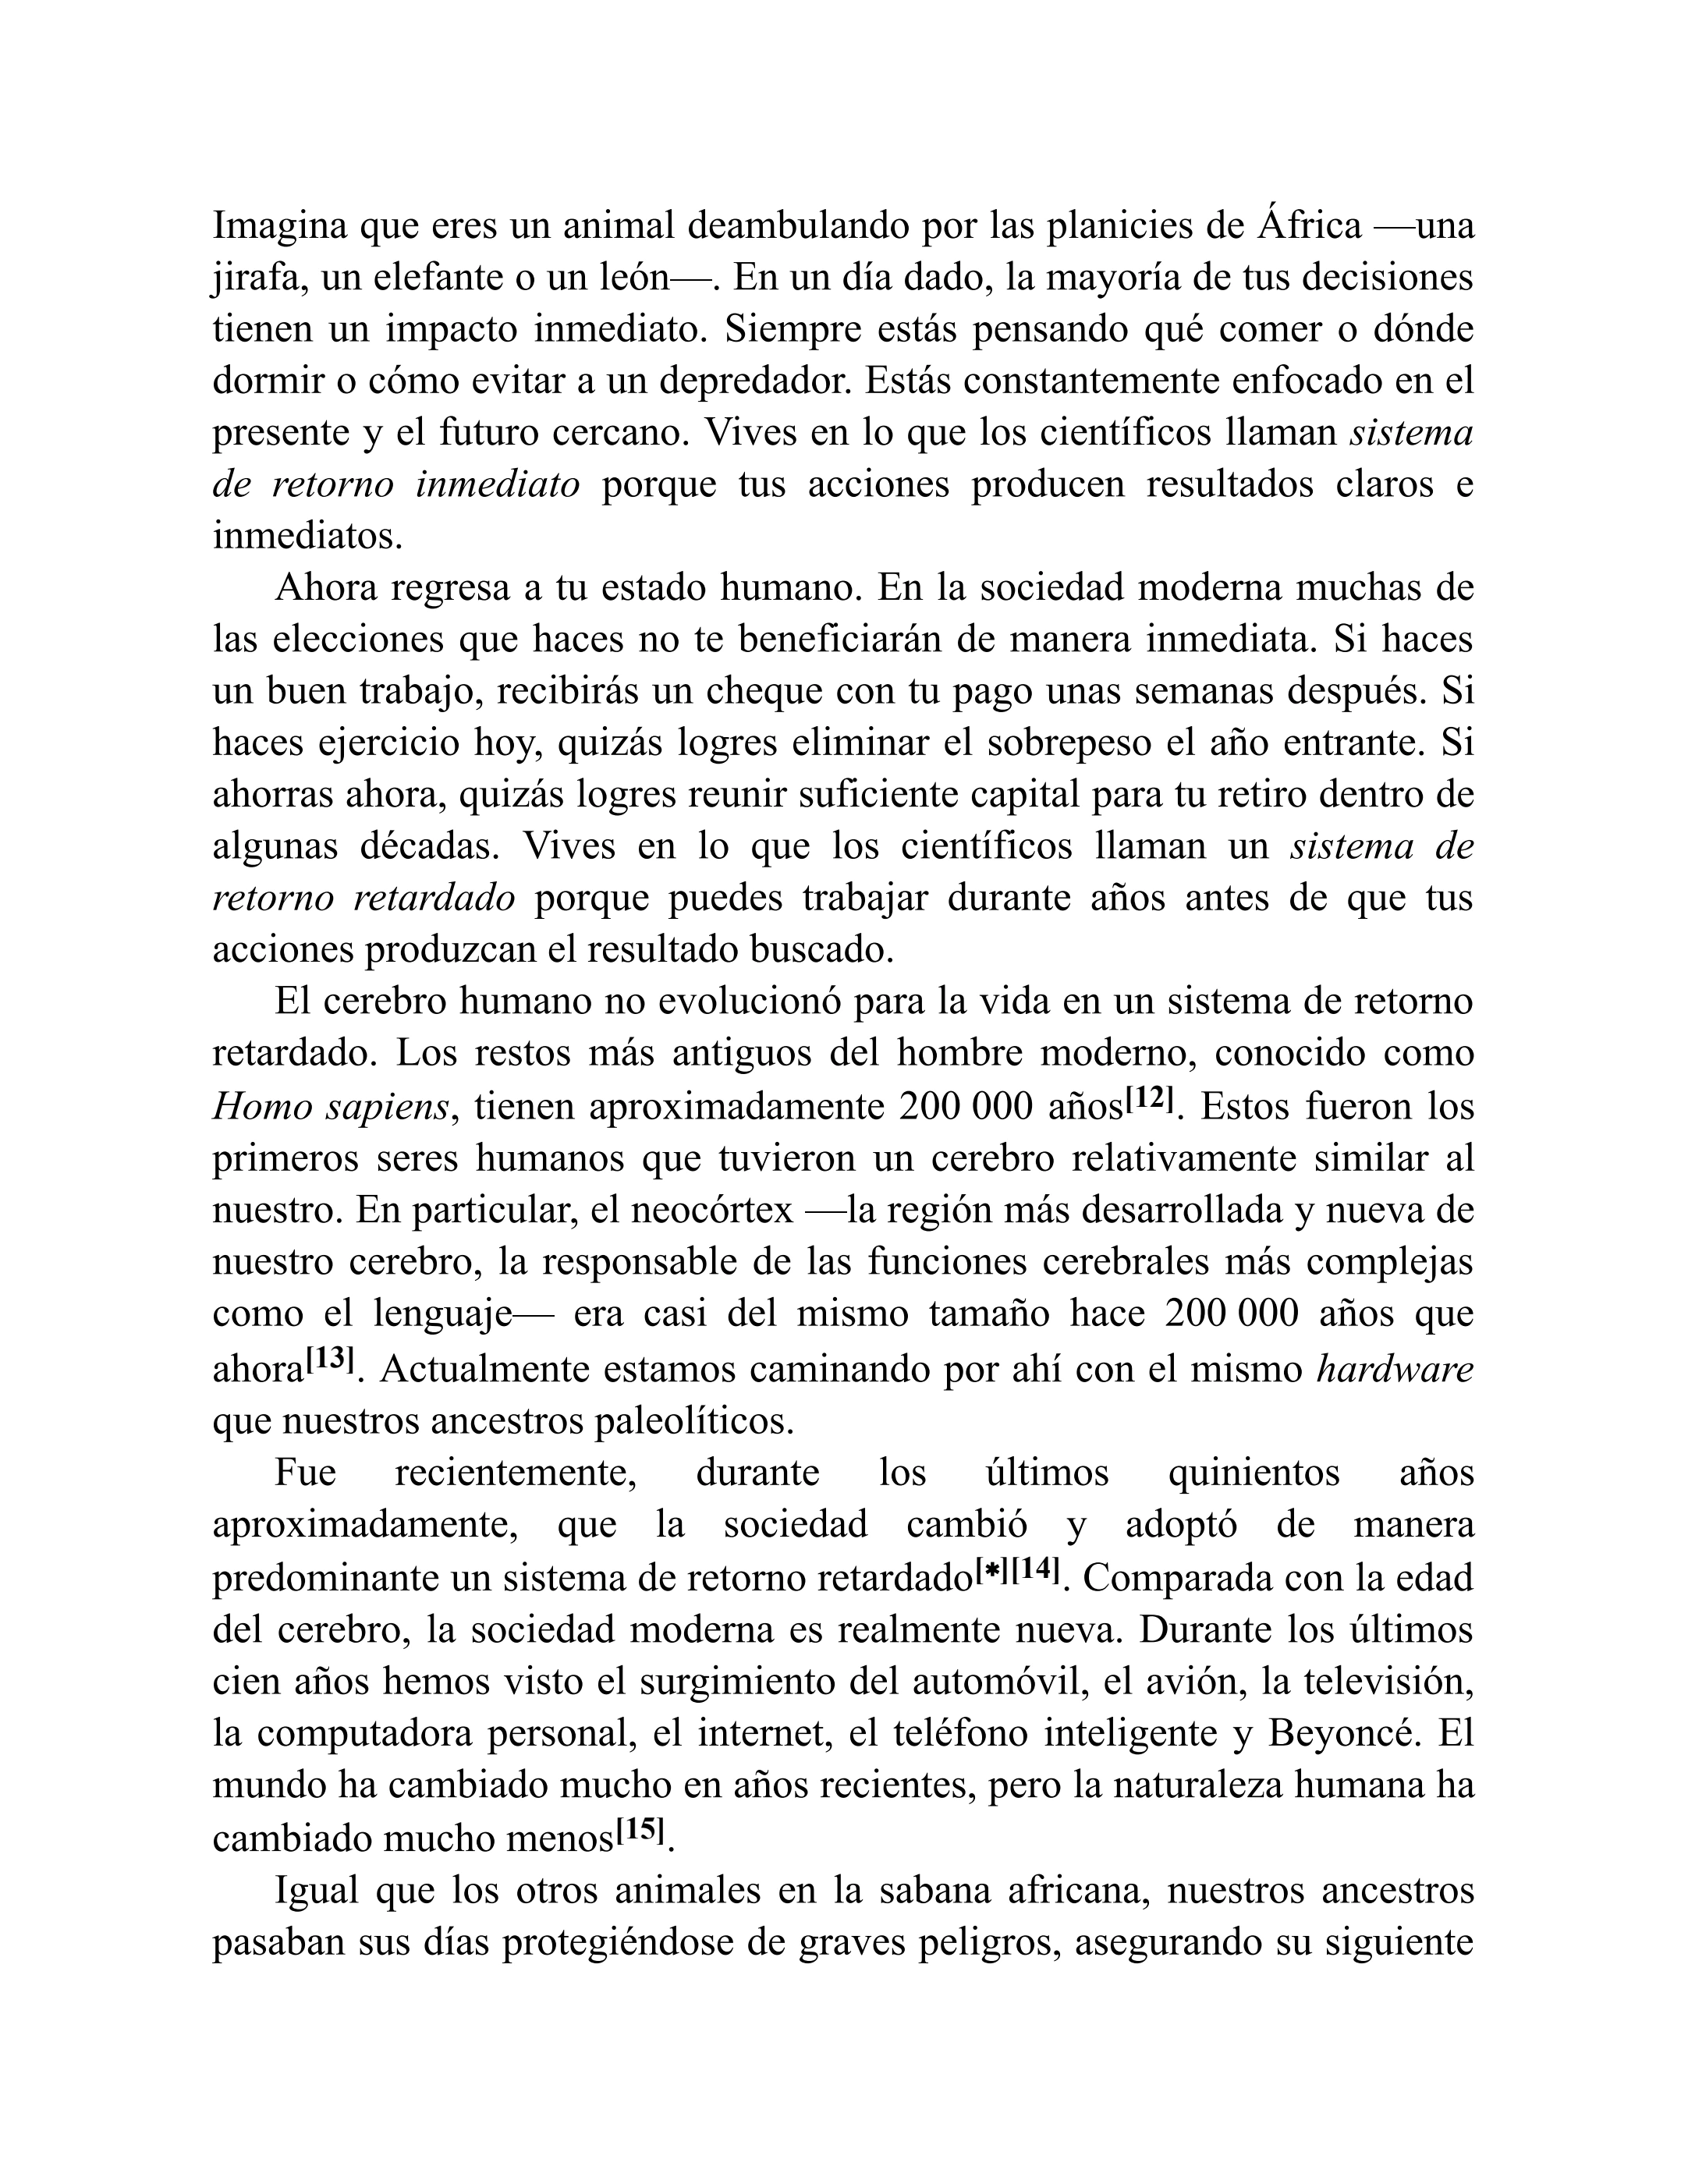 Imagina que eres un animal deambulando por las planicies de África —una
jirafa, un elefante o un león—. En un día dado, la mayoría de tus decisiones
tienen un impacto inmediato. Siempre estás pensando qué comer o dónde
dormir o cómo evitar a un depredador. Estás constantemente enfocado en el
presente y el futuro cercano. Vives en lo que los científicos llaman sistema
de retorno inmediato porque tus acciones producen resultados claros e
inmediatos.
Ahora regresa a tu estado humano. En la sociedad moderna muchas de
las elecciones que haces no te beneficiarán de manera inmediata. Si haces
un buen trabajo, recibirás un cheque con tu pago unas semanas después. Si
haces ejercicio hoy, quizás logres eliminar el sobrepeso el año entrante. Si
ahorras ahora, quizás logres reunir suficiente capital para tu retiro dentro de
algunas décadas. Vives en lo que los científicos llaman un sistema de
retorno retardado porque puedes trabajar durante años antes de que tus
acciones produzcan el resultado buscado.
El cerebro humano no evolucionó para la vida en un sistema de retorno
retardado. Los restos más antiguos del hombre moderno, conocido como
Homo sapiens, tienen aproximadamente 200 000 años[12]. Estos fueron los
primeros seres humanos que tuvieron un cerebro relativamente similar al
nuestro. En particular, el neocórtex —la región más desarrollada y nueva de
nuestro cerebro, la responsable de las funciones cerebrales más complejas
como el lenguaje— era casi del mismo tamaño hace 200 000 años que
ahora[13]. Actualmente estamos caminando por ahí con el mismo hardware
que nuestros ancestros paleolíticos.
Fue recientemente, durante los últimos quinientos años
aproximadamente, que la sociedad cambió y adoptó de manera
predominante un sistema de retorno retardado[*][14]. Comparada con la edad
del cerebro, la sociedad moderna es realmente nueva. Durante los últimos
cien años hemos visto el surgimiento del automóvil, el avión, la televisión,
la computadora personal, el internet, el teléfono inteligente y Beyoncé. El
mundo ha cambiado mucho en años recientes, pero la naturaleza humana ha
cambiado mucho menos[15].
Igual que los otros animales en la sabana africana, nuestros ancestros
pasaban sus días protegiéndose de graves peligros, asegurando su siguiente